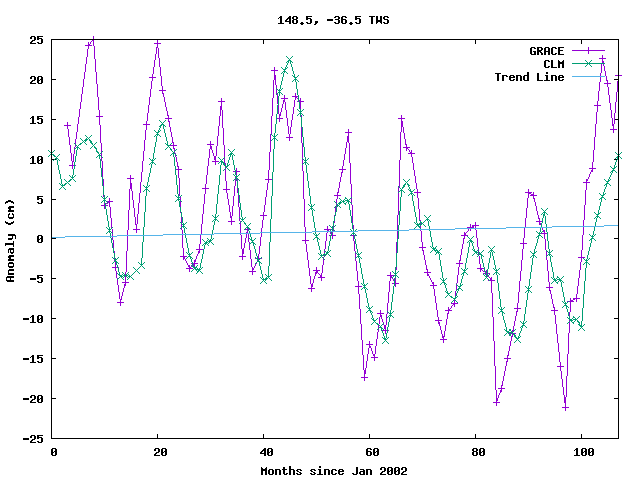 148.5, -36.5 TWS
GRACE
CLM
Trend Line
25
20
15
10
5
0
-5
-10
-15
-20
-25
Anomaly (cm)
0 20 40 60 80 100
Months since Jan 2002